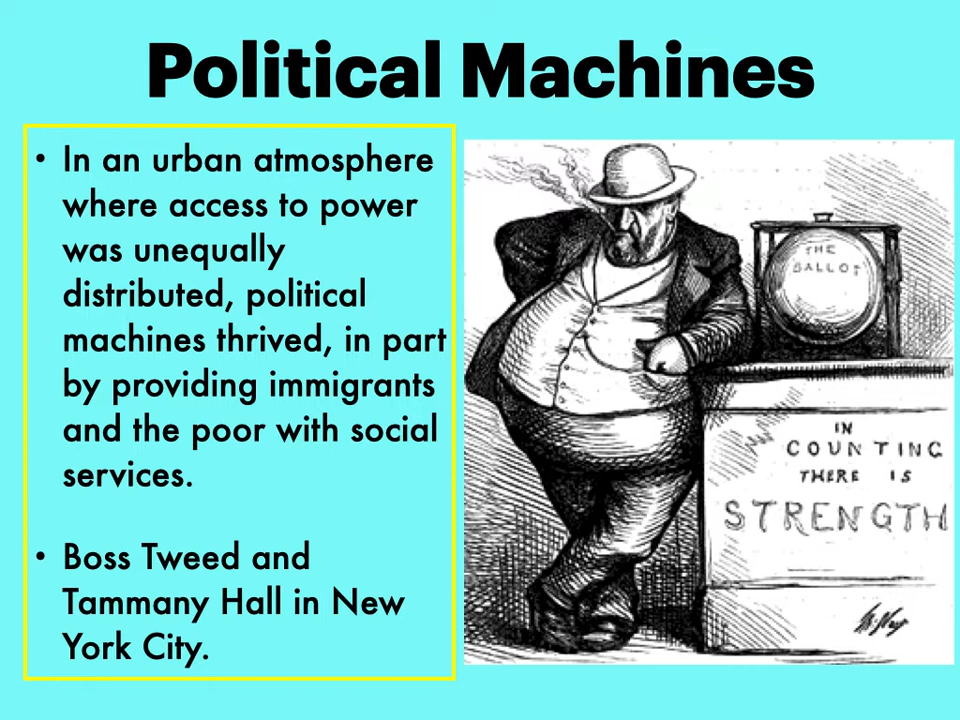 Political Machines
• In an urban atmosphere
where access to power
was unequally
distributed, political
machines thrived, in part
by providing immigrants
and the poor with social
services.
• Boss Tweed and
Tammany Hall in New
York City.
THE
BALLOT
IN
COUNTING
THERE IS
STRENGTH